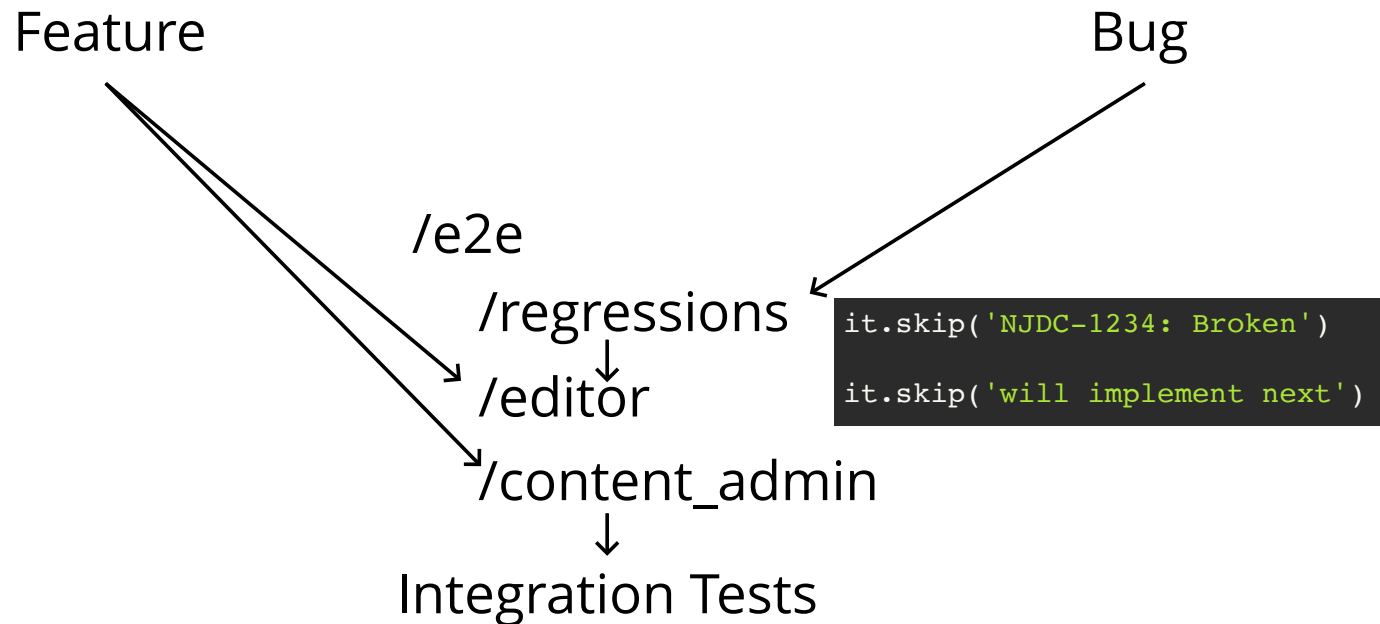 Feature
Bug
/e2e
/regressions
it.skip('NJDC-1234: Broken')
/editor
it.skip('will implement next')
/content_admin
Integration Tests